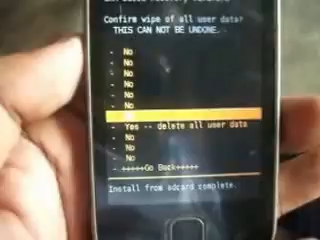 Confirm wipe of all user data?
THIS CAN NOT BE UNDONE.
- No
- No
- No
- No
- No
- No
- Yes -- delete all user data
- No
- No
- No
- +++++Go Back+++++
Install from sdcard complete.